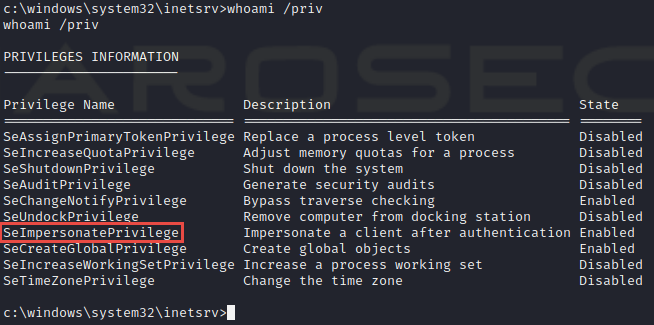 c:\windows\system32\inetsrv>whoami /priv
whoami /priv
PRIVILEGES INFORMATION
----------------------
Privilege Name Description State
============================= ========================================= ========
SeAssignPrimaryTokenPrivilege Replace a process level token Disabled
SeIncreaseQuotaPrivilege Adjust memory quotas for a process Disabled
SeShutdownPrivilege Shut down the system Disabled
SeAuditPrivilege Generate security audits Disabled
SeChangeNotifyPrivilege Bypass traverse checking Enabled
SeUndockPrivilege Remove computer from docking station Disabled
SeImpersonatePrivilege Impersonate a client after authentication Enabled
SeCreateGlobalPrivilege Create global objects Enabled
SeIncreaseWorkingSetPrivilege Increase a process working set Disabled
SeTimeZonePrivilege Change the time zone Disabled
c:\windows\system32\inetsrv>
AROSEC